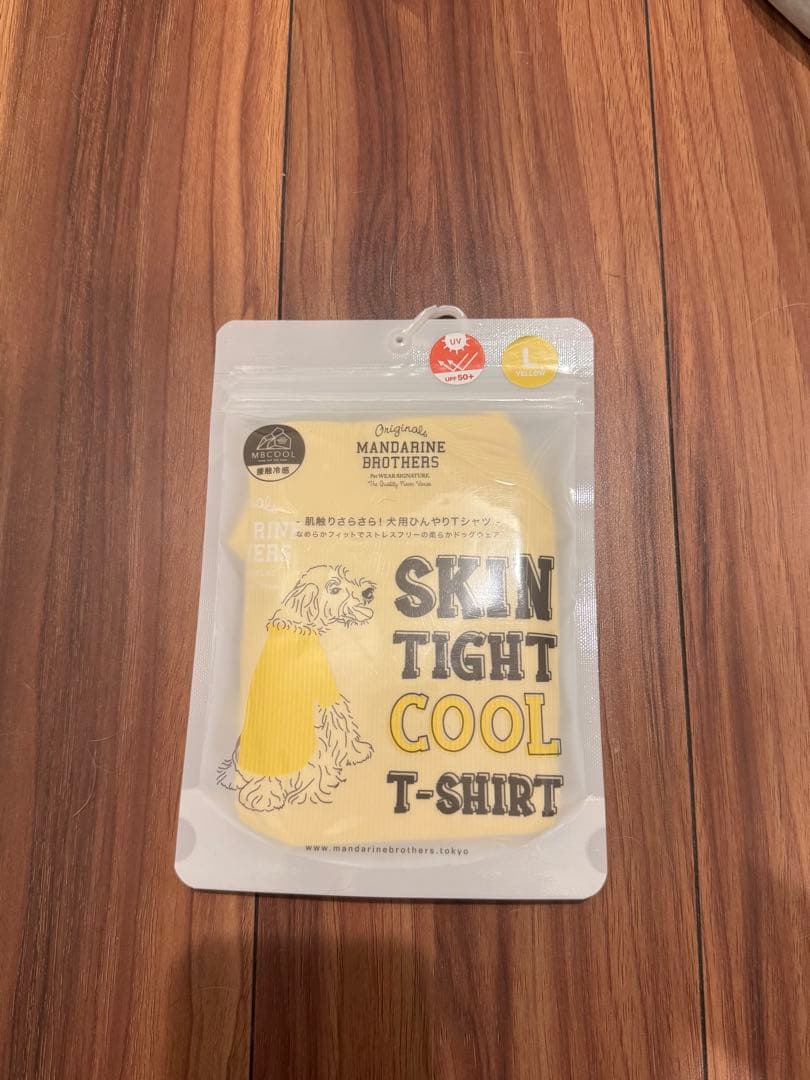 UV
UPF50+
L
YELLOW
MBCOOL
接触冷感
Originals
MANDARINE
BROTHERS
Pet WEAR SIGNATURE
The Quality Never Varies
- 肌触りさらさら!犬用ひんやりTシャツ -
なめらかフィットでストレスフリーの柔らかドッグウェア
SKIN
TIGHT
COOL
T-SHIRT
www.mandarinebrothers.tokyo